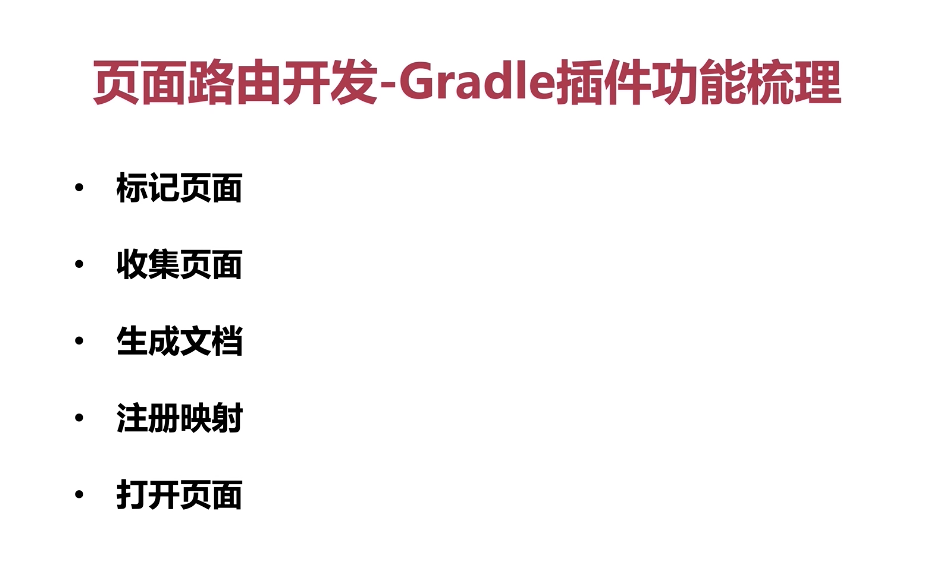 页面路由开发-Gradle插件功能梳理
• 标记页面
• 收集页面
• 生成文档
• 注册映射
• 打开页面